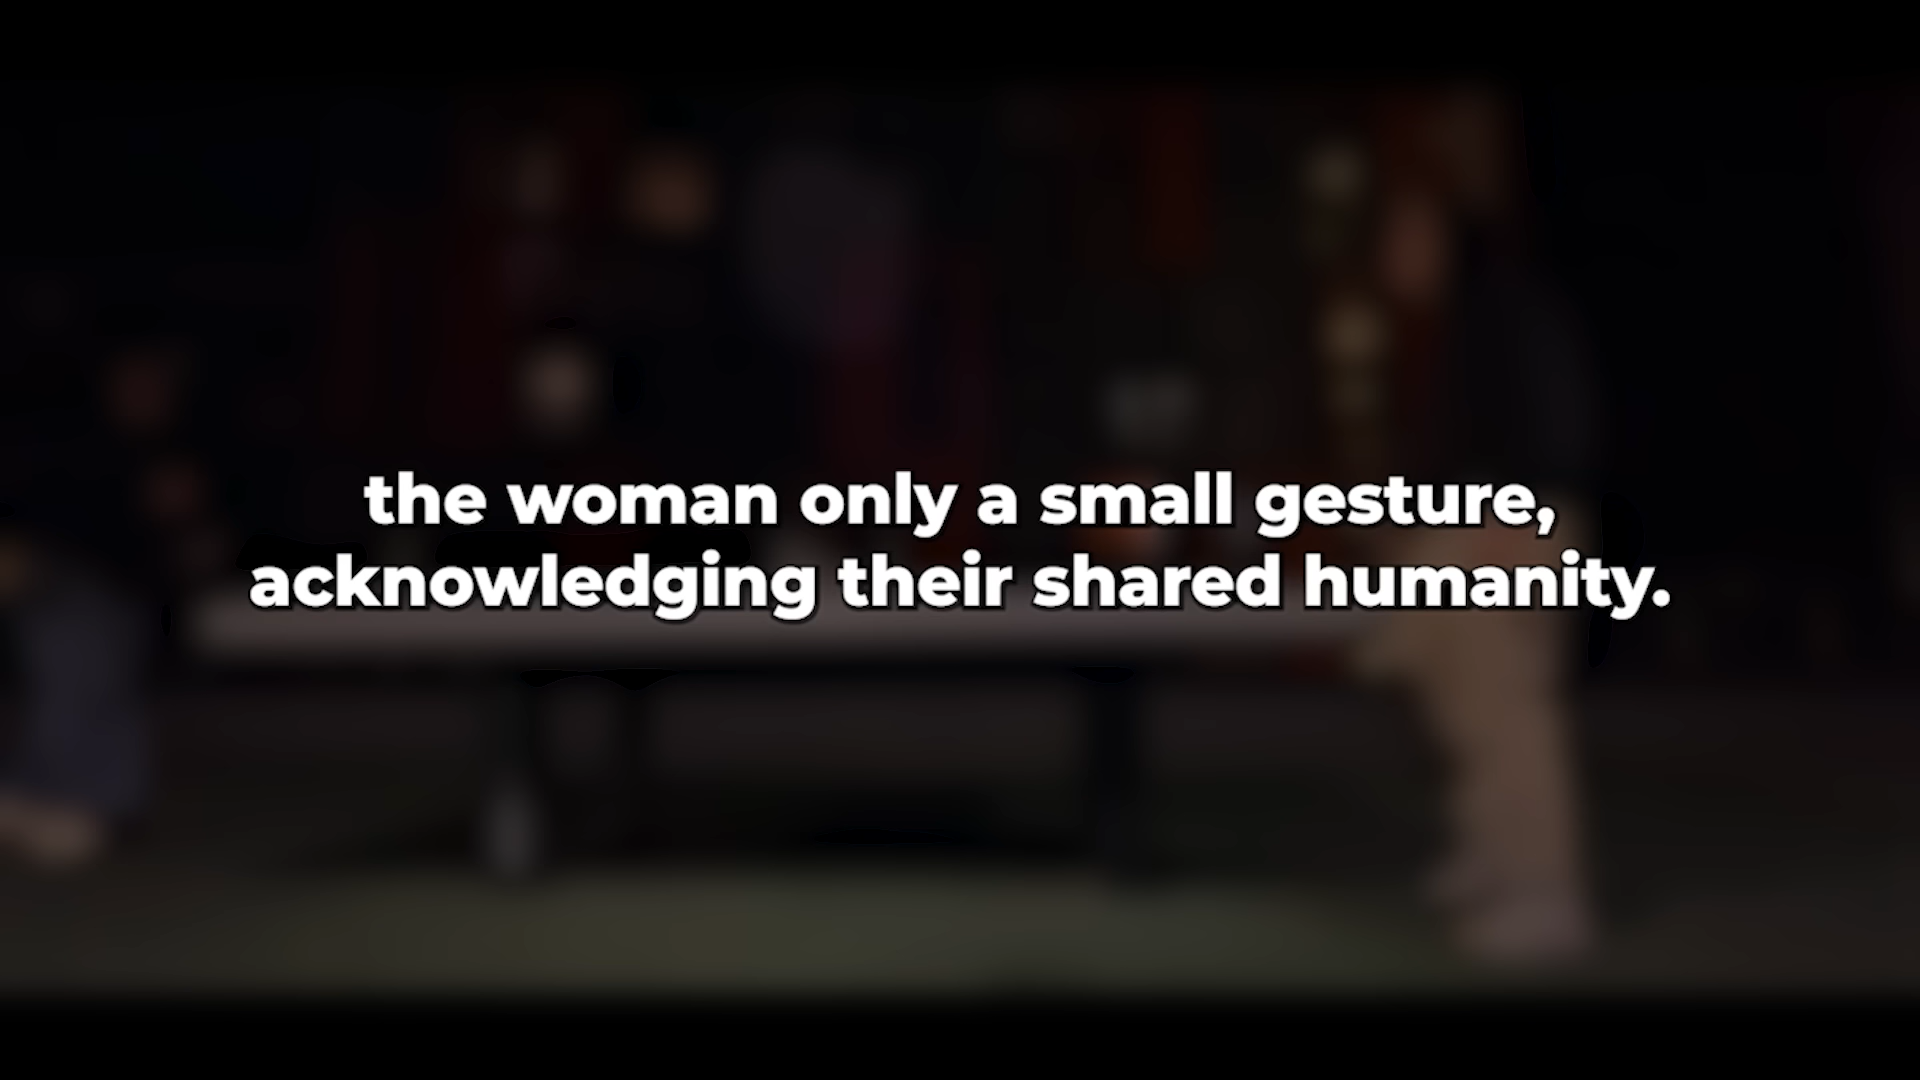 the woman only a small gesture,
acknowledging their shared humanity.